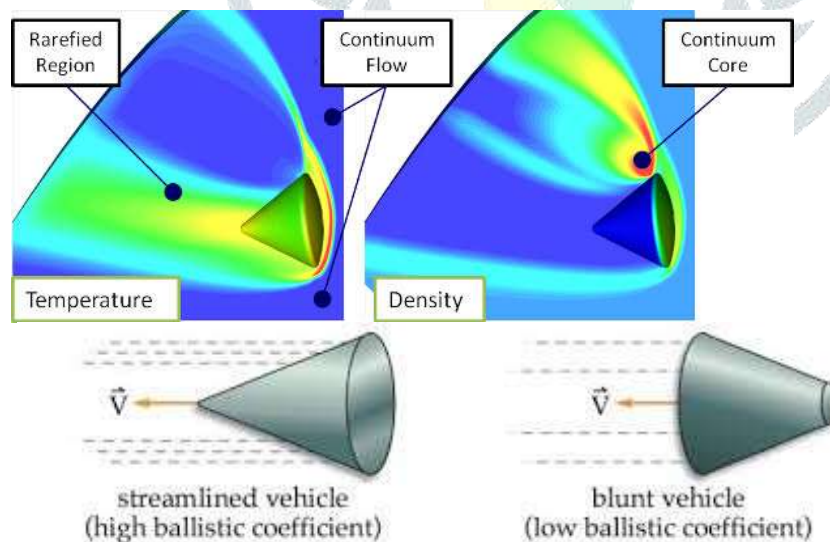 Rarefied
Region
Continuum
Flow
Continuum
Core
Temperature
Density
V
V
streamlined vehicle
(high ballistic coefficient)
blunt vehicle
(low ballistic coefficient)